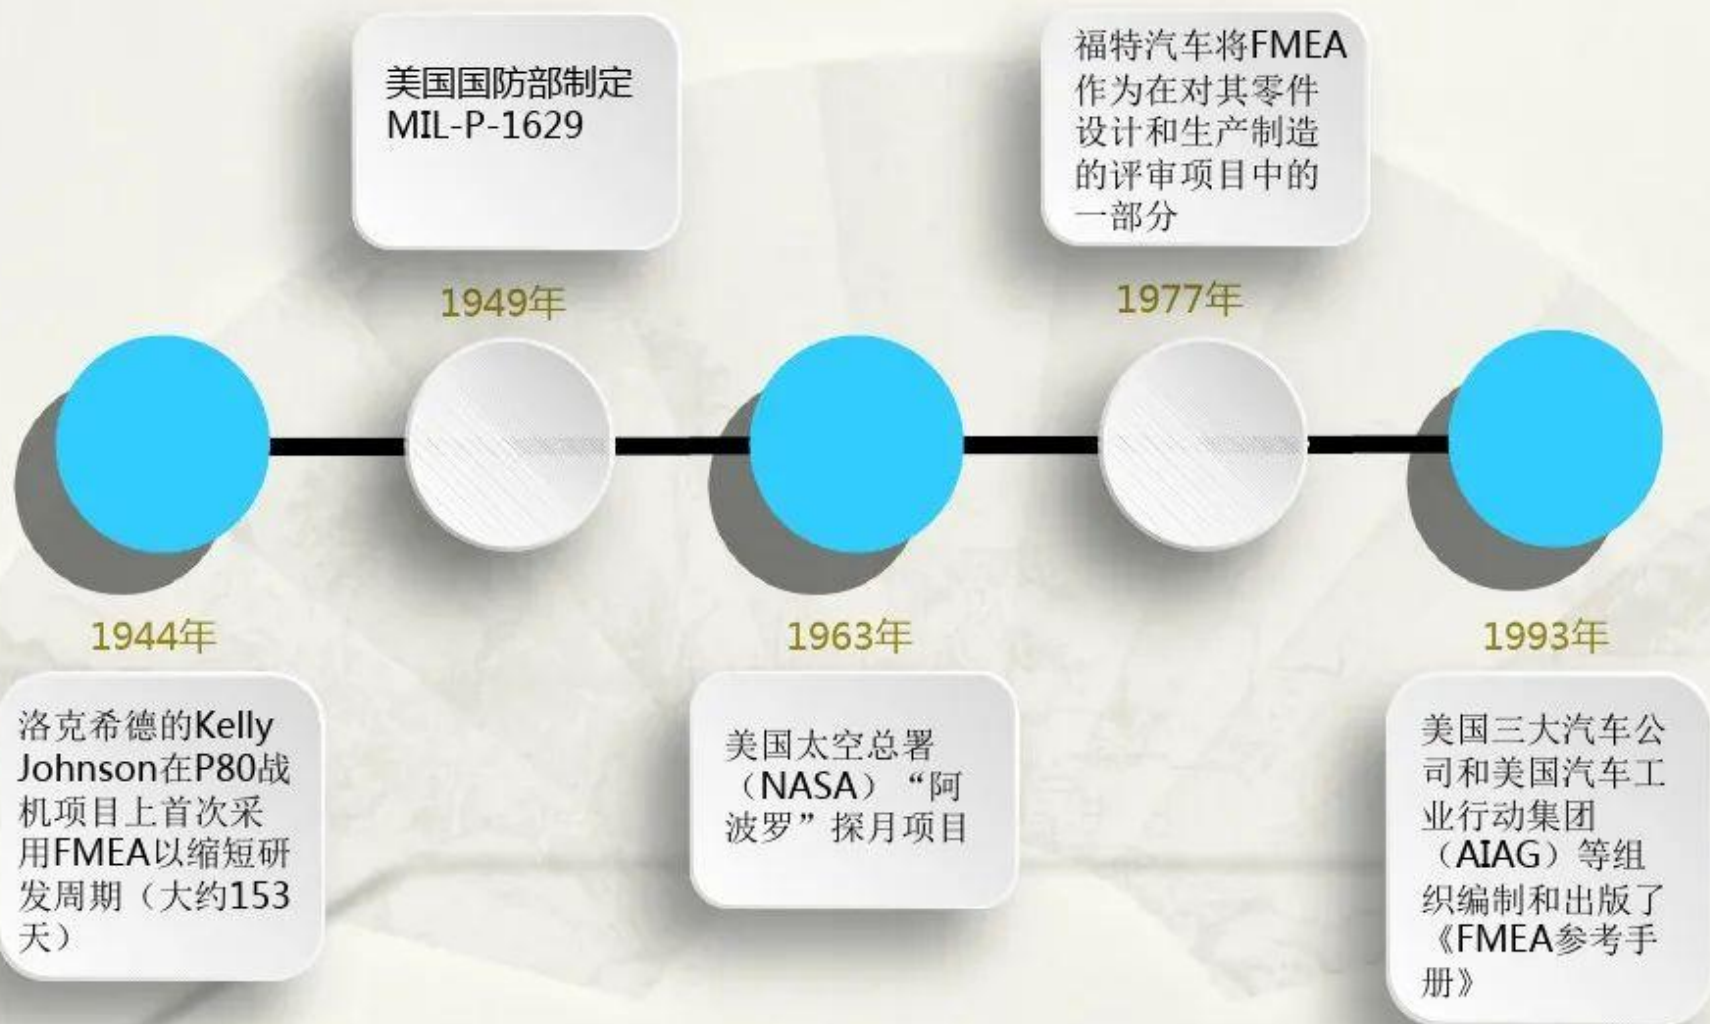 美国国防部制定
MIL-P-1629
1949年
福特汽车将FMEA
作为在对其零件
设计和生产制造
的评审项目中的
一部分
1977年
1944年
洛克希德的Kelly
Johnson在P80战
机项目上首次采
用FMEA以缩短研
发周期（大约153
天）
1963年
美国太空总署
（NASA）“阿
波罗”探月项目
1993年
美国三大汽车公
司和美国汽车工
业行动集团
（AIAG）等组
织编制和出版了
《FMEA参考手
册》